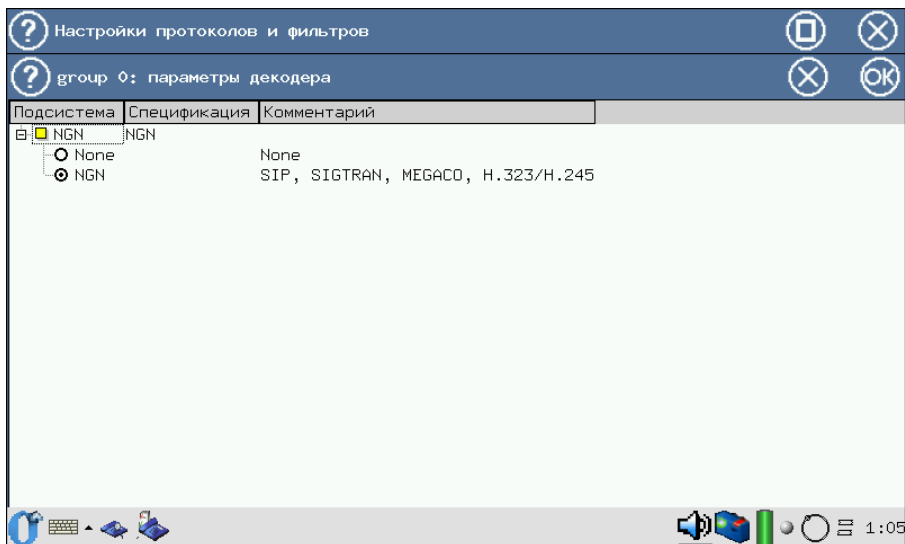 Настройки протоколов и фильтров
group 0: параметры декодера
OK
Подсистема Спецификация Комментарий
NGN NGN
None None
NGN SIP, SIGTRAN, MEGACO, H.323/H.245
1:05